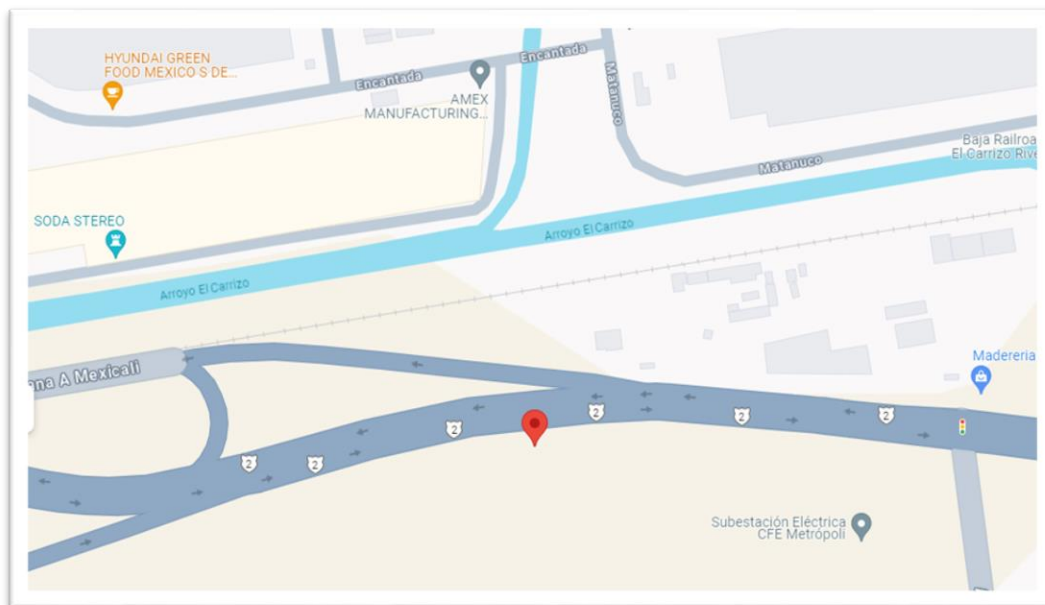 HYUNDAI GREEN
FOOD MEXICO S DE...
Encantada
Encantada
AMEX
MANUFACTURING...
Matanuco
Matanuco
Baja Railroa
El Carrizo Rive
SODA STEREO
Arroyo El Carrizo
Arroyo El Carrizo
ana A Mexicali
Madereria
2
2
2
2
2
2
Subestación Eléctrica
CFE Metrópoli